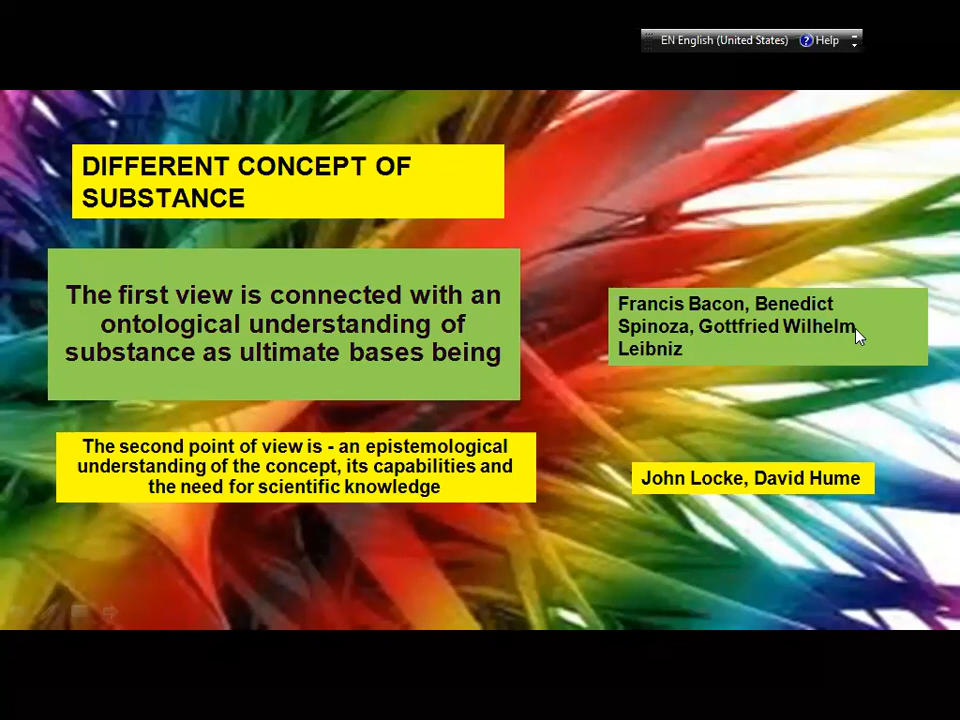 EN English (United States) Help
DIFFERENT CONCEPT OF
SUBSTANCE
The first view is connected with an
ontological understanding of
substance as ultimate bases being
Francis Bacon, Benedict
Spinoza, Gottfried Wilhelm
Leibniz
The second point of view is - an epistemological
understanding of the concept, its capabilities and
the need for scientific knowledge
John Locke, David Hume